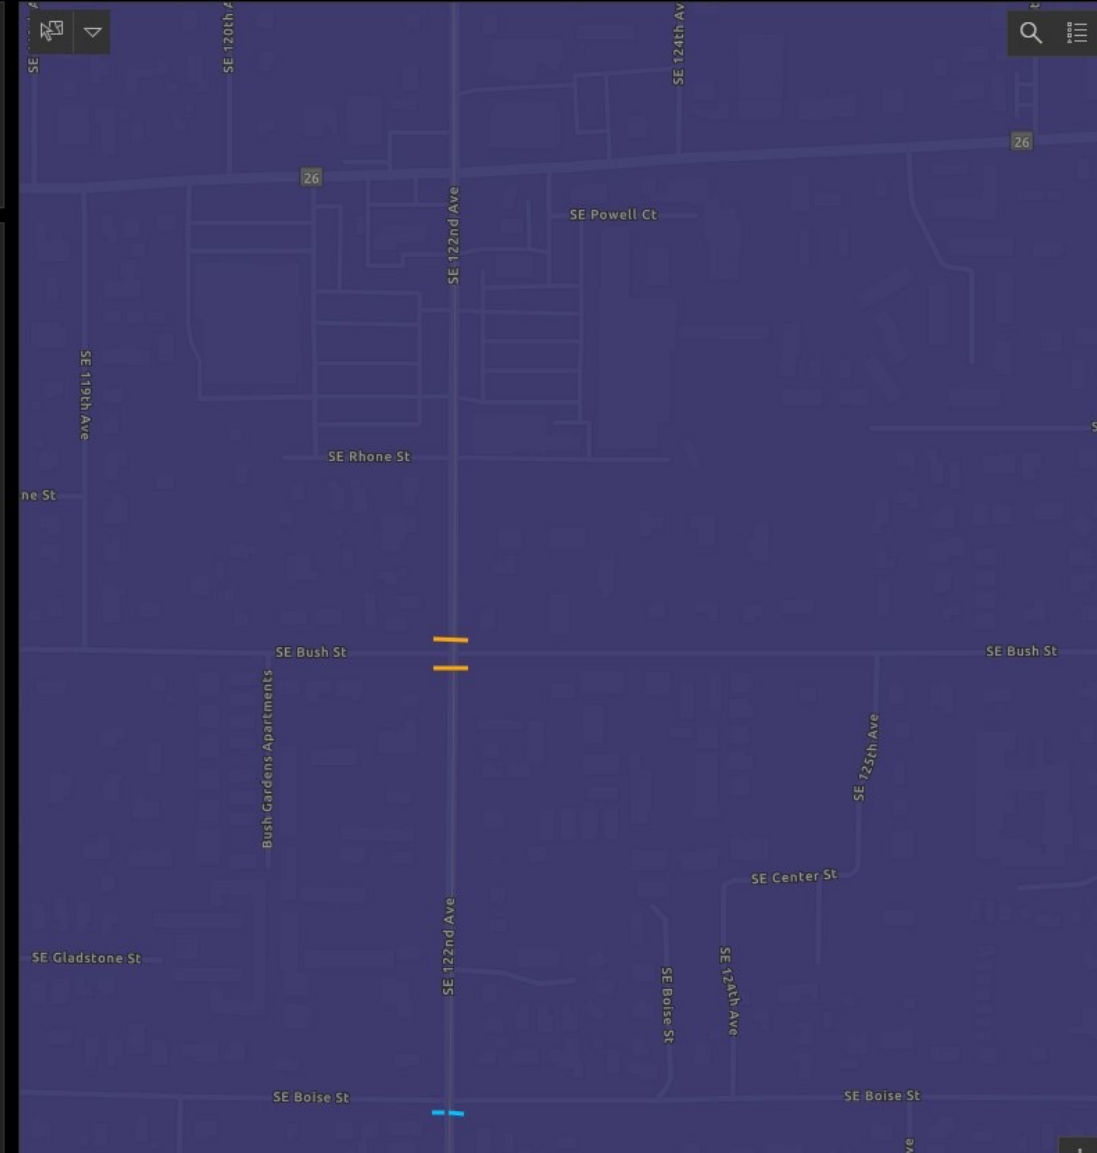 SE 120th A
SE 124th Av
26
26
SE 122nd Ave
SE Powell Ct
SE 119th Ave
SE Rhone St
ne St
SE Bush St
SE Bush St
Bush Gardens Apartments
SE 125th Ave
SE Center St
SE 122nd Ave
SE Gladstone St
SE Boise St
SE 124th Ave
SE Boise St
SE Boise St
ve